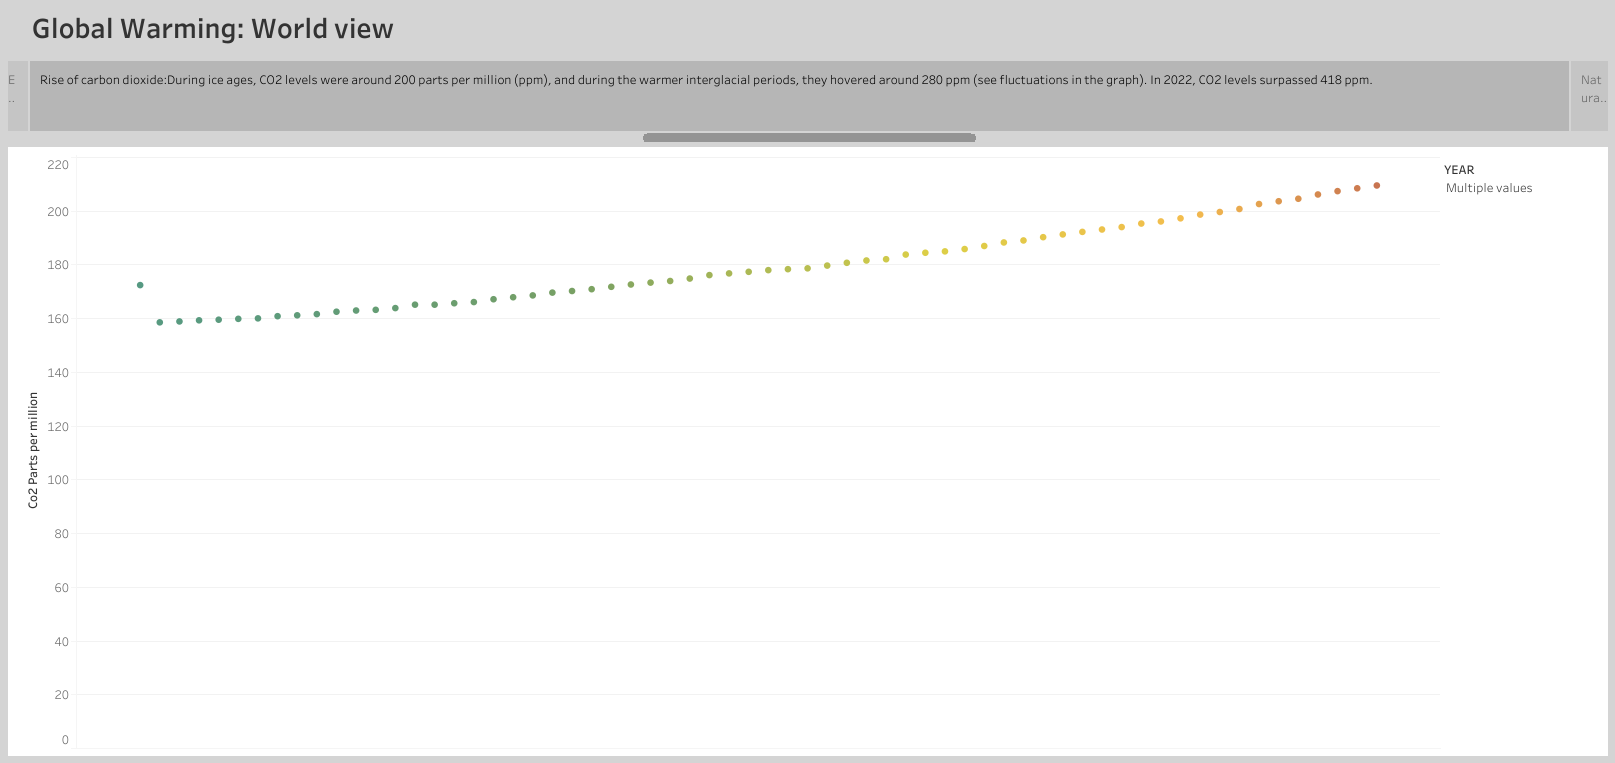 Global Warming: World view
E
..
Rise of carbon dioxide:During ice ages, CO2 levels were around 200 parts per million (ppm), and during the warmer interglacial periods, they hovered around 280 ppm (see fluctuations in the graph). In 2022, CO2 levels surpassed 418 ppm.
Nat
ura..
220
200
180
160
140
120
100
80
60
40
20
0
Co2 Parts per million
YEAR
Multiple values